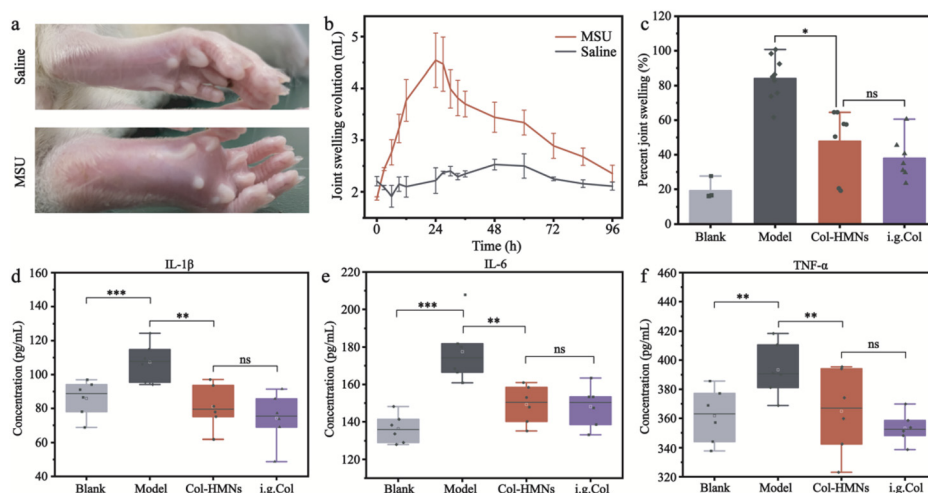 a
Saline
MSU
b
Joint swelling evolution (mL)
5
4
3
2
0 24 48 72 96
Time (h)
MSU
Saline
c
Percent joint swelling (%)
120
100
80
60
40
20
0
*
ns
Blank Model Col-HMNs i.g.Col
d
IL-1β
Concentration (pg/mL)
160
140
120
100
80
60
40
***
**
ns
Blank Model Col-HMNs i.g.Col
e
IL-6
Concentration (pg/mL)
220
200
180
160
140
***
**
ns
Blank Model Col-HMNs i.g.Col
f
TNF-α
Concentration (pg/mL)
460
440
420
400
380
360
340
320
**
**
ns
Blank Model Col-HMNs i.g.Col